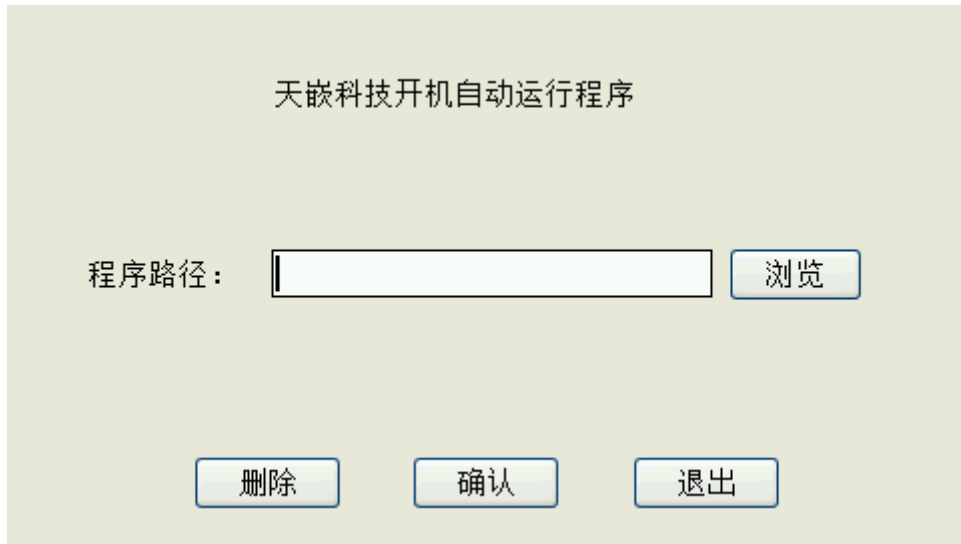 天嵌科技开机自动运行程序
程序路径：
浏览
删除
确认
退出